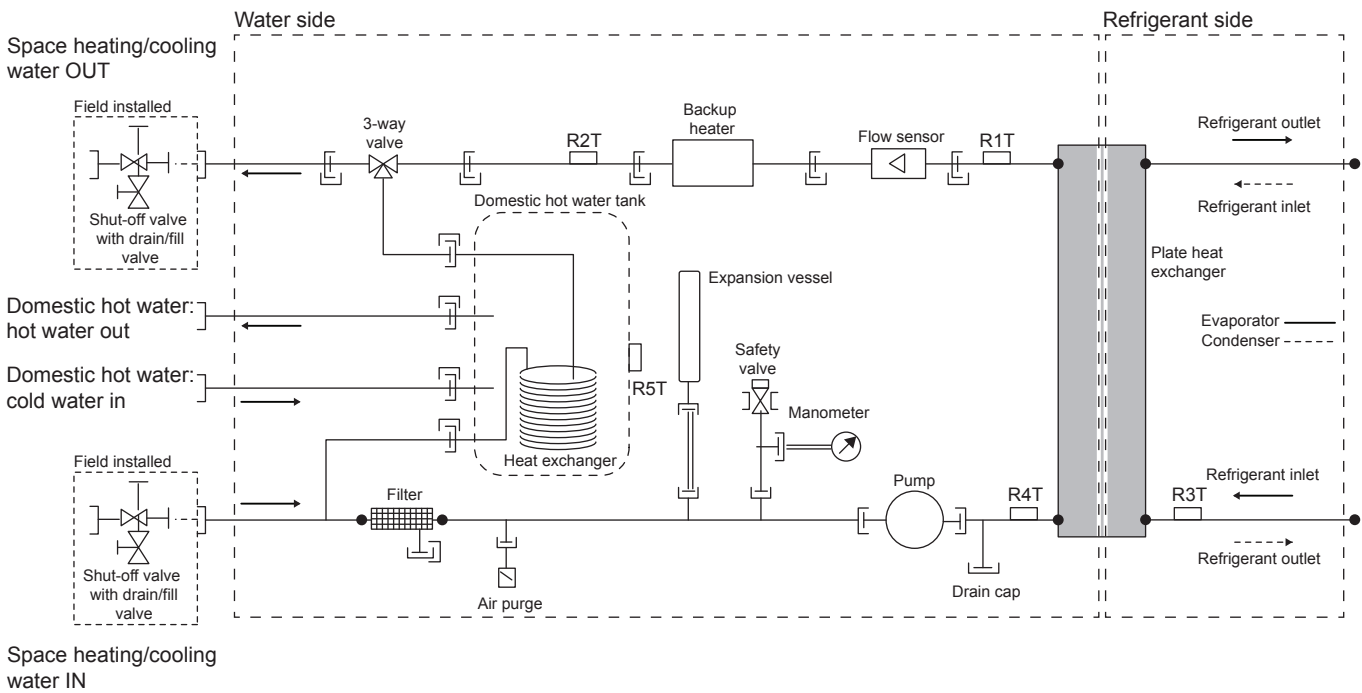 Water side
Refrigerant side
Space heating/cooling
water OUT
Field installed
Shut-off valve
with drain/fill
valve
3-way
valve
R2T
Backup
heater
Flow sensor
R1T
Refrigerant outlet
Refrigerant inlet
Domestic hot water tank
Plate heat
exchanger
Expansion vessel
Domestic hot water:
hot water out
Evaporator
Condenser
Safety
valve
R5T
Domestic hot water:
cold water in
Manometer
Heat exchanger
Field installed
Shut-off valve
with drain/fill
valve
Filter
Pump
R4T
Refrigerant inlet
R3T
Refrigerant outlet
Air purge
Drain cap
Space heating/cooling
water IN